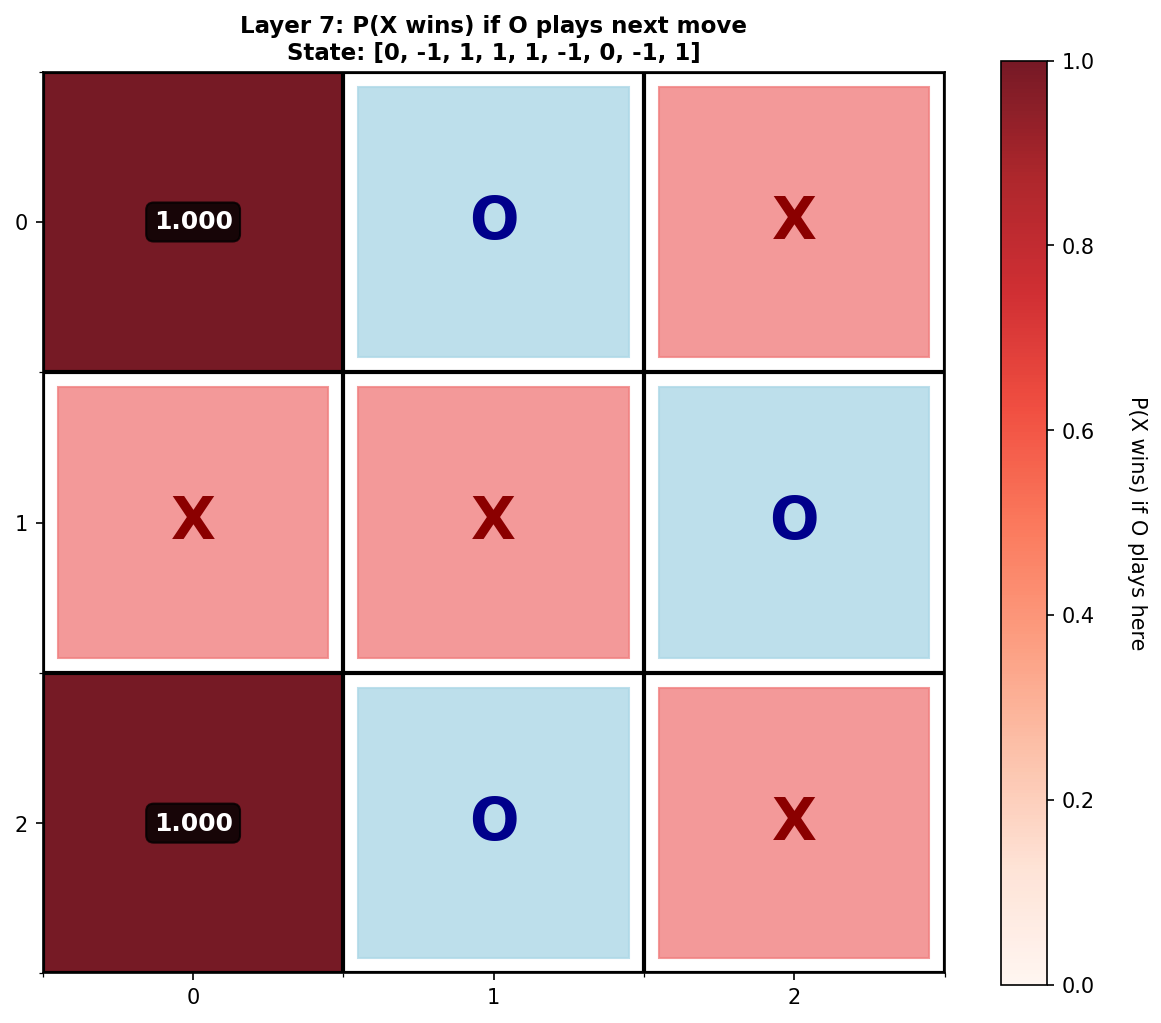 Layer 7: P(X wins) if O plays next move
State: [0, -1, 1, 1, 1, -1, 0, -1, 1]
0
1.000
O
X
1
X
X
O
2
1.000
O
X
0
1
2
1.0
0.8
0.6
0.4
0.2
0.0
P(X wins) if O plays here